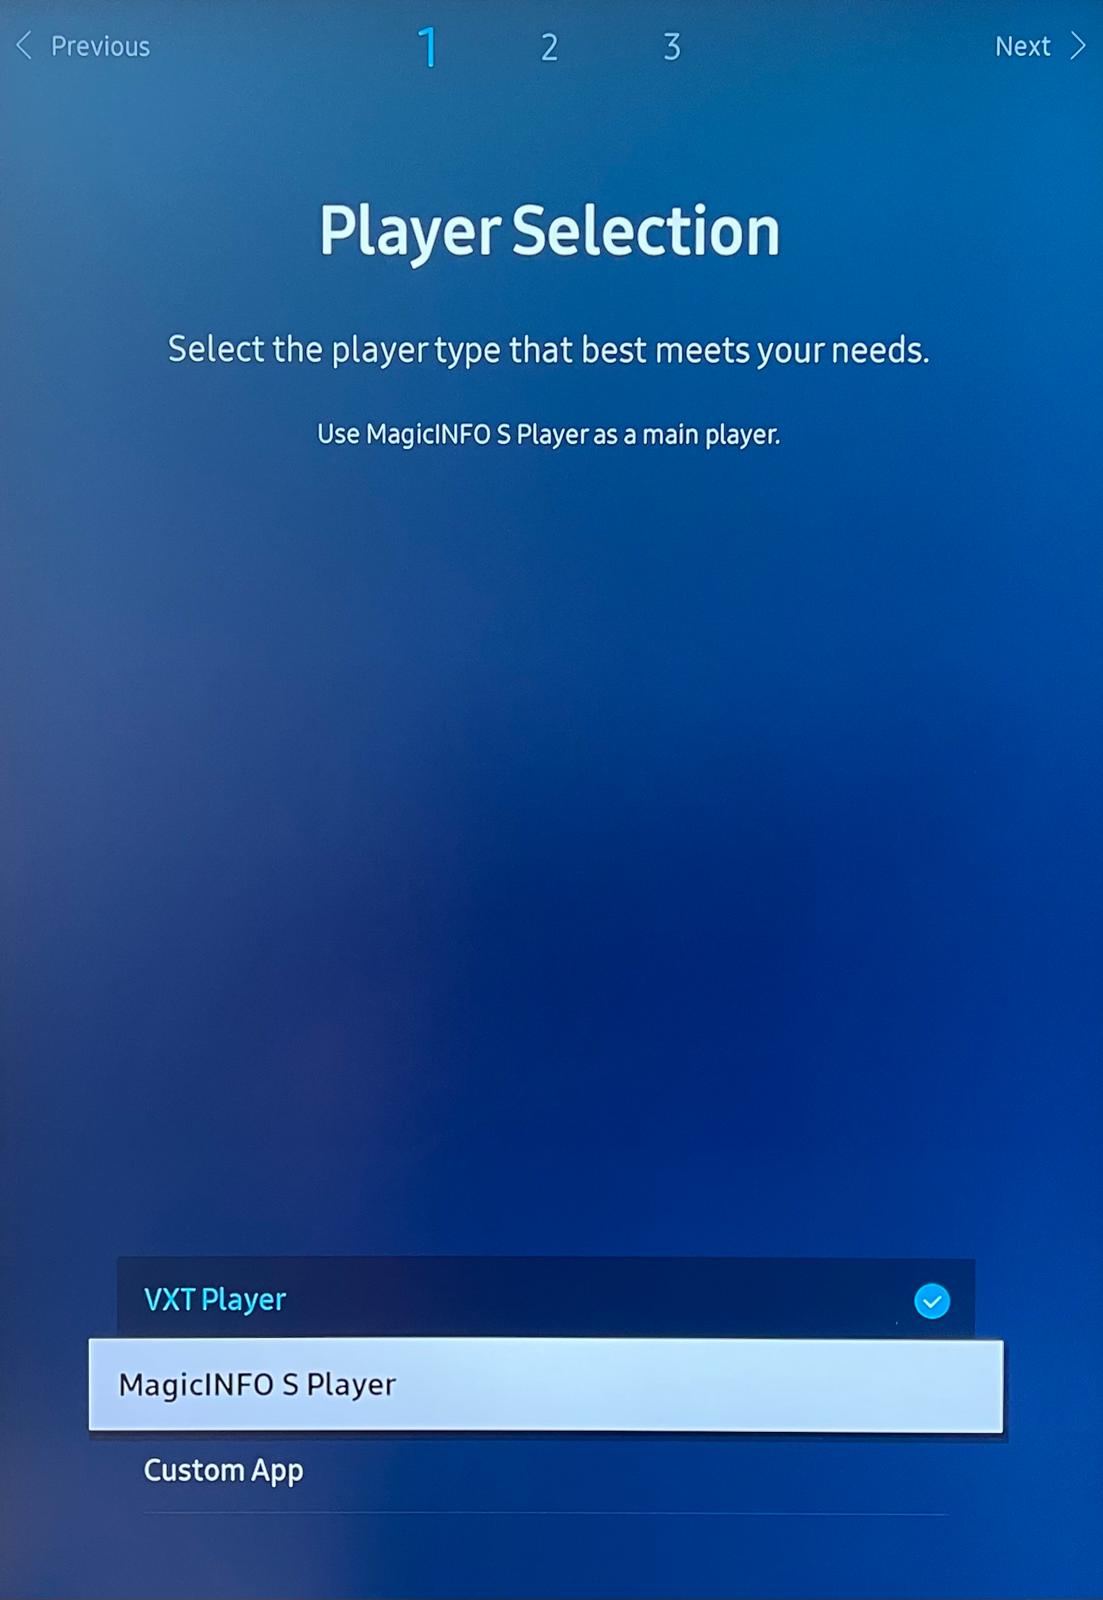 Previous 1 2 3 Next
Player Selection
Select the player type that best meets your needs.
Use MagicINFO S Player as a main player.
VXT Player
MagicINFO S Player
Custom App